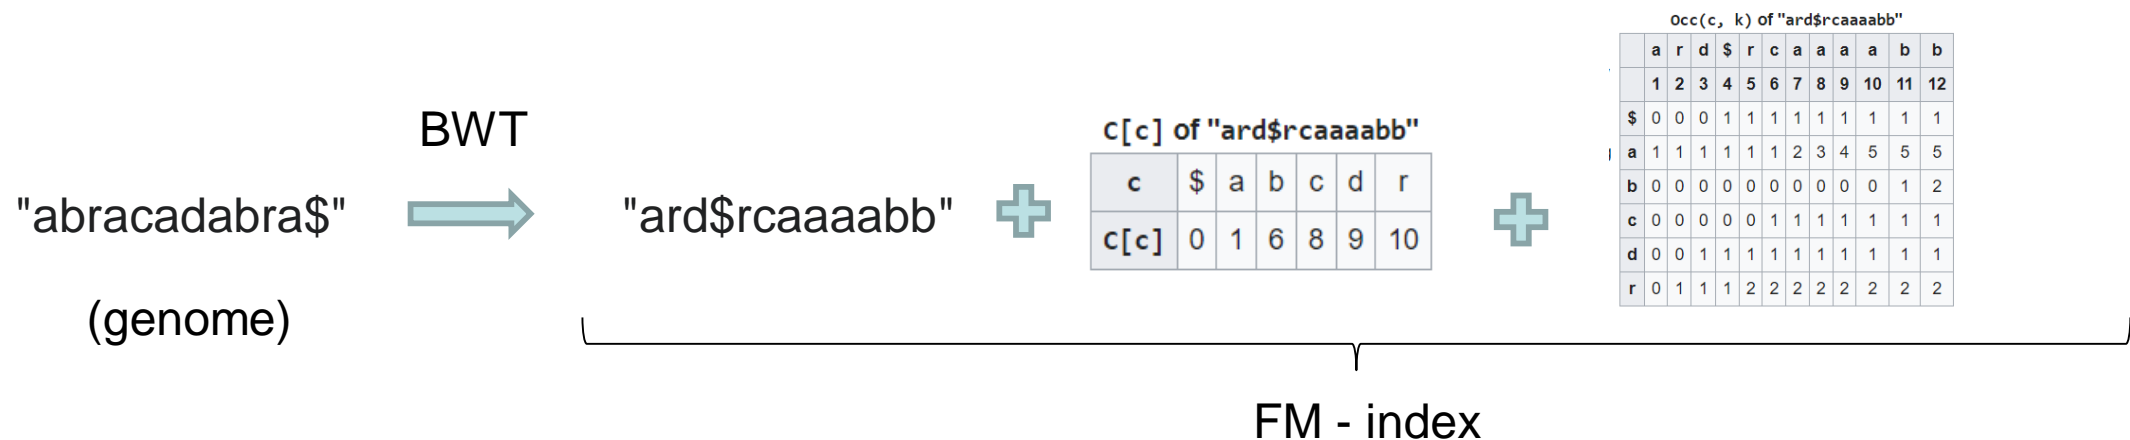 "abracadabra$"
(genome)
BWT
"ard$rcaaaabb"
C[c] of "ard$rcaaaabb"
c $ a b c d r
C[c] 0 1 6 8 9 10
Occ(c, k) of "ard$rcaaaabb"
a r d $ r c a a a a b b
1 2 3 4 5 6 7 8 9 10 11 12
$ 0 0 0 1 1 1 1 1 1 1 1 1
a 1 1 1 1 1 1 2 3 4 5 5 5
b 0 0 0 0 0 0 0 0 0 0 1 2
c 0 0 0 0 0 1 1 1 1 1 1 1
d 0 0 1 1 1 1 1 1 1 1 1 1
r 0 1 1 1 2 2 2 2 2 2 2 2
FM - index